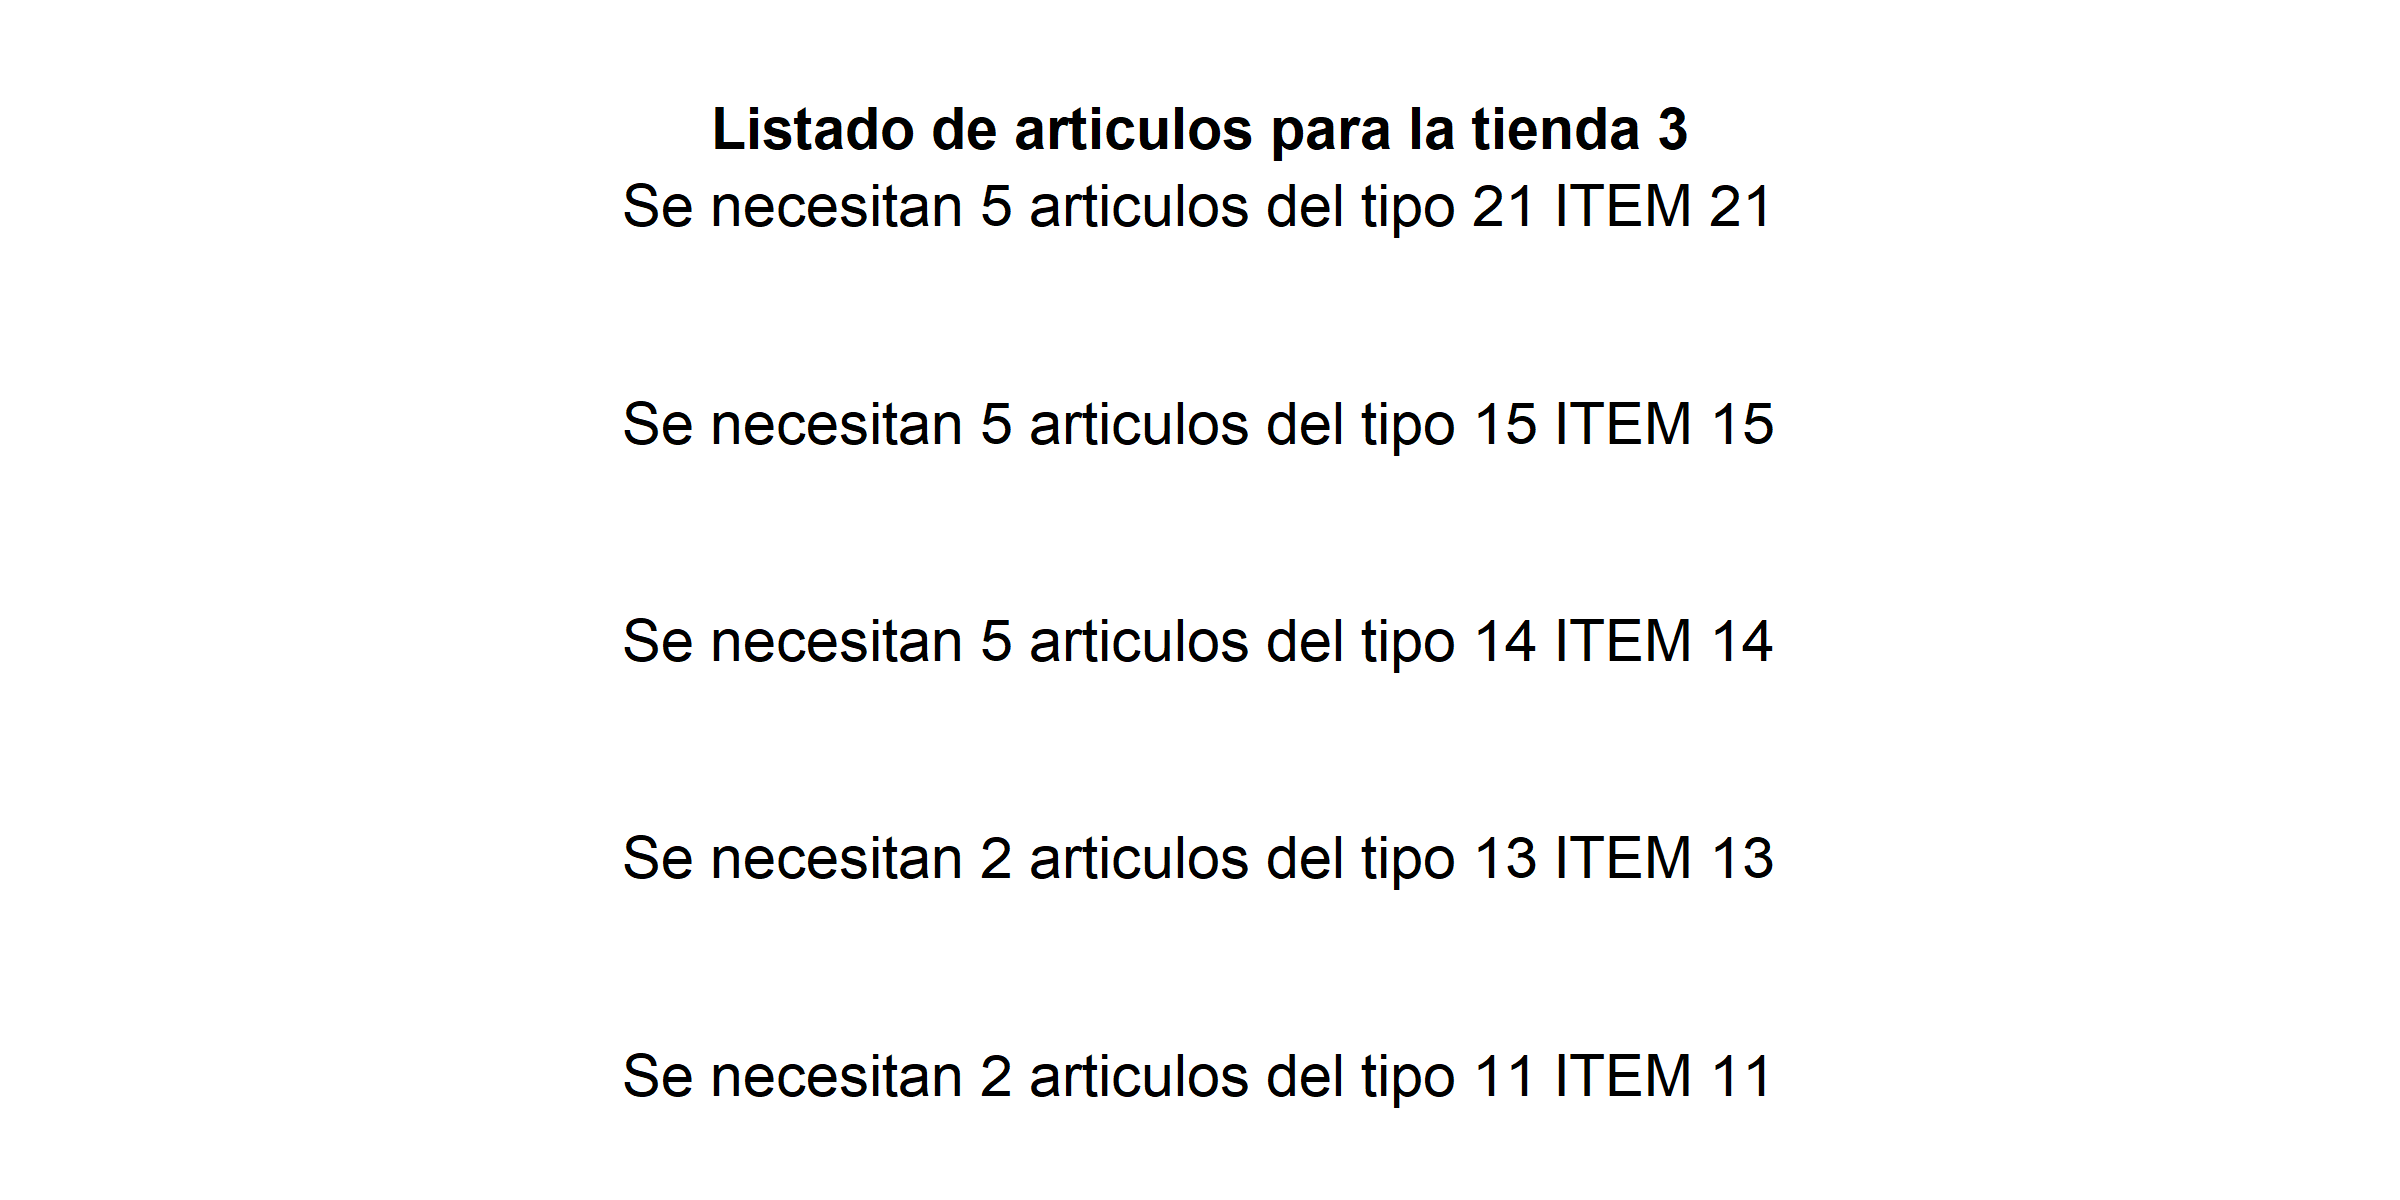 Listado de articulos para la tienda 3
Se necesitan 5 articulos del tipo 21 ITEM 21
Se necesitan 5 articulos del tipo 15 ITEM 15
Se necesitan 5 articulos del tipo 14 ITEM 14
Se necesitan 2 articulos del tipo 13 ITEM 13
Se necesitan 2 articulos del tipo 11 ITEM 11